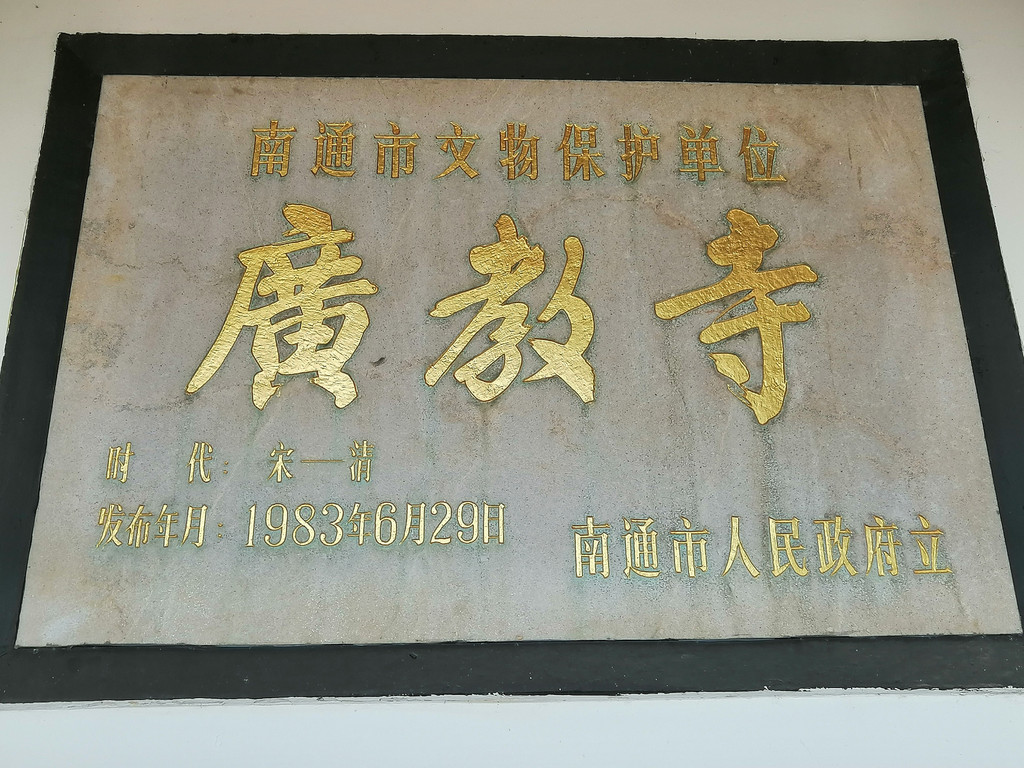 南通市文物保护单位
廣教寺
时代：宋—清
发布年月：1983年6月29日
南通市人民政府立